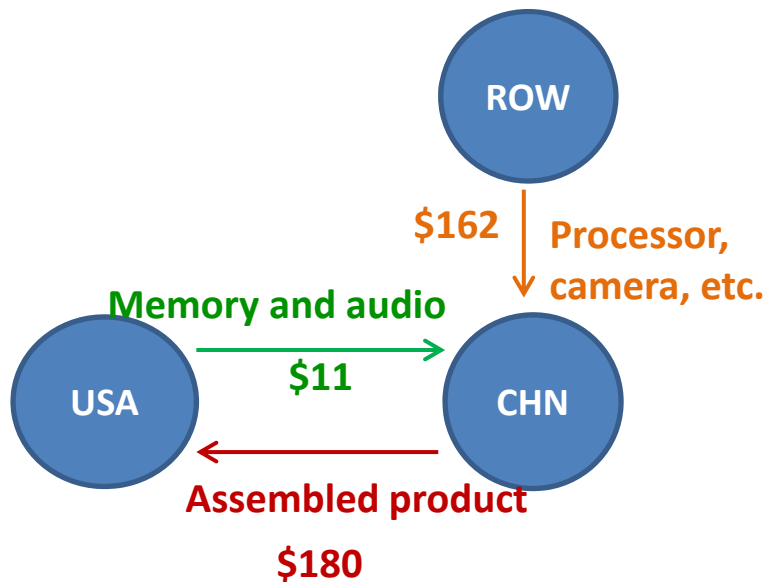 ROW
$162
Processor,
camera, etc.
Memory and audio
$11
USA
CHN
Assembled product
$180